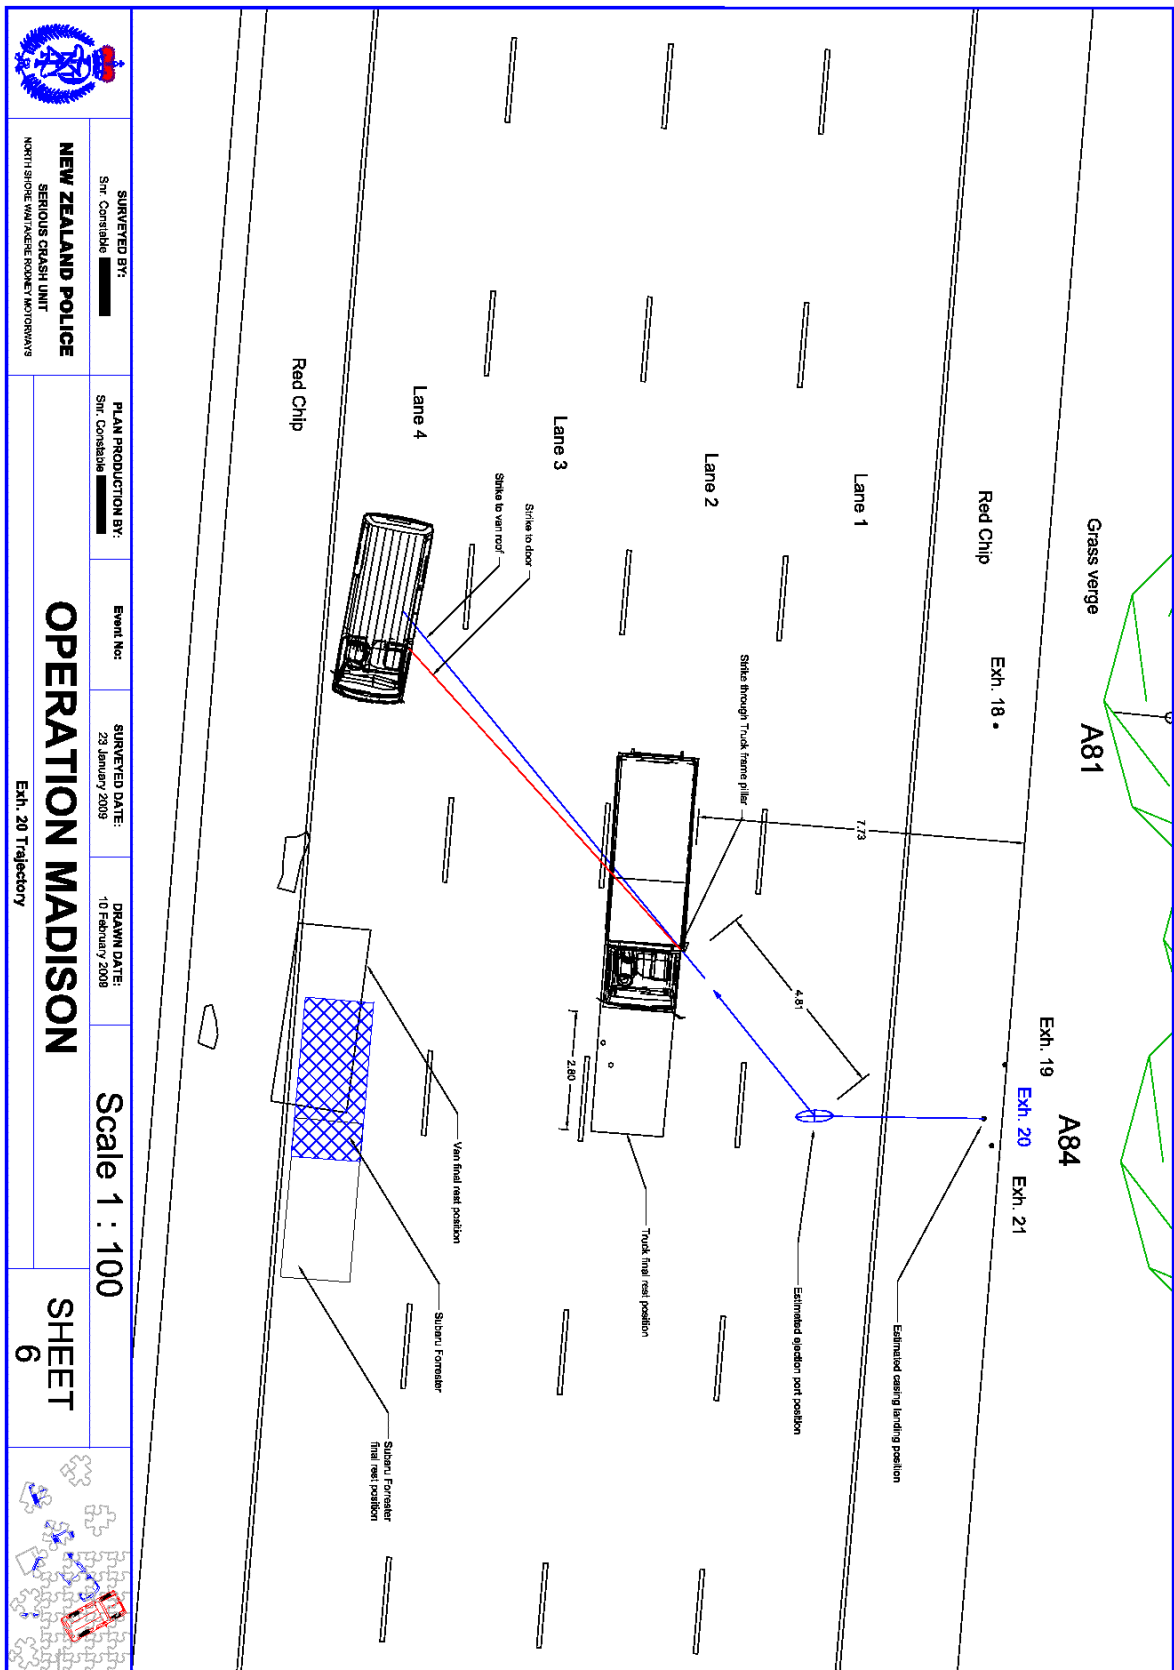 Grass verge
A81
A84
Exh. 18
Exh. 19
Exh. 20
Exh. 21
Red Chip
Lane 1
Lane 2
Lane 3
Lane 4
Red Chip
7.73
4.81
2.80
Strike through Truck frame pillar
Strike to door
Strike to van roof
Estimated casing landing position
Estimated ejection port position
Truck final rest position
Van final rest position
Subaru Forrester
Subaru Forrester
final rest position
SURVEYED BY:
Snr. Constable
PLAN PRODUCTION BY:
Snr. Constable
Event No:
SURVEYED DATE:
23 January 2009
DRAWN DATE:
10 February 2009
Scale 1 : 100
NEW ZEALAND POLICE
SERIOUS CRASH UNIT
NORTH SHORE WAITAKERE RODNEY MOTORWAYS
OPERATION MADISON
Exh. 20 Trajectory
SHEET
6